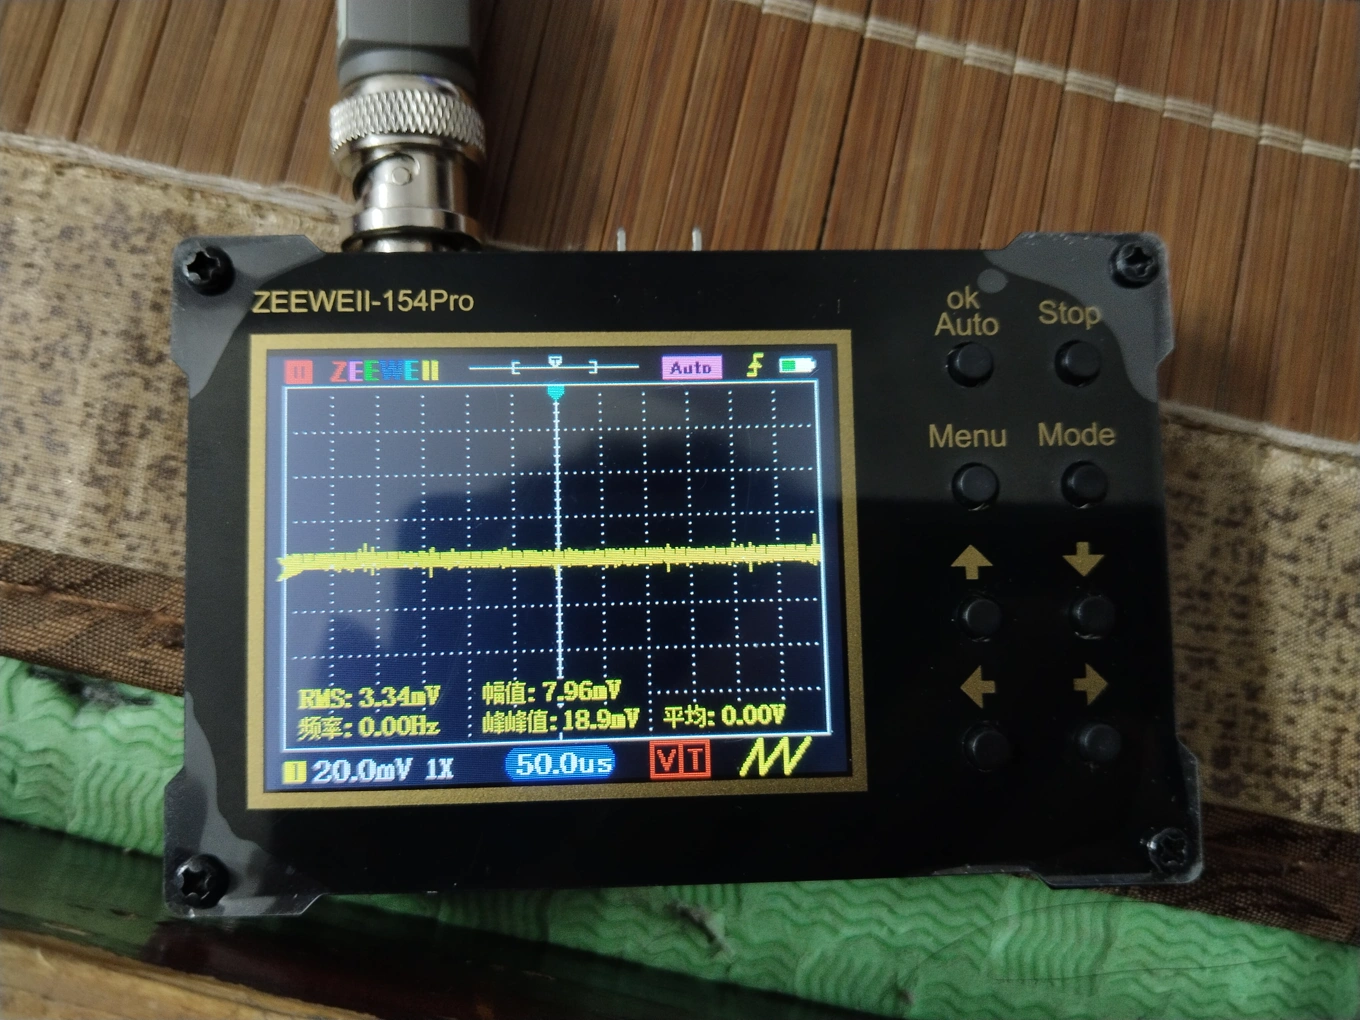 ZEEWEII-154Pro
ok
Auto
Stop
ZEEWEII
T
Auto
Menu
Mode
RMS: 3.34mV
幅值: 7.96mV
频率: 0.00Hz
峰峰值: 18.9mV
平均: 0.00V
1 20.0mV 1X
50.0us
VT